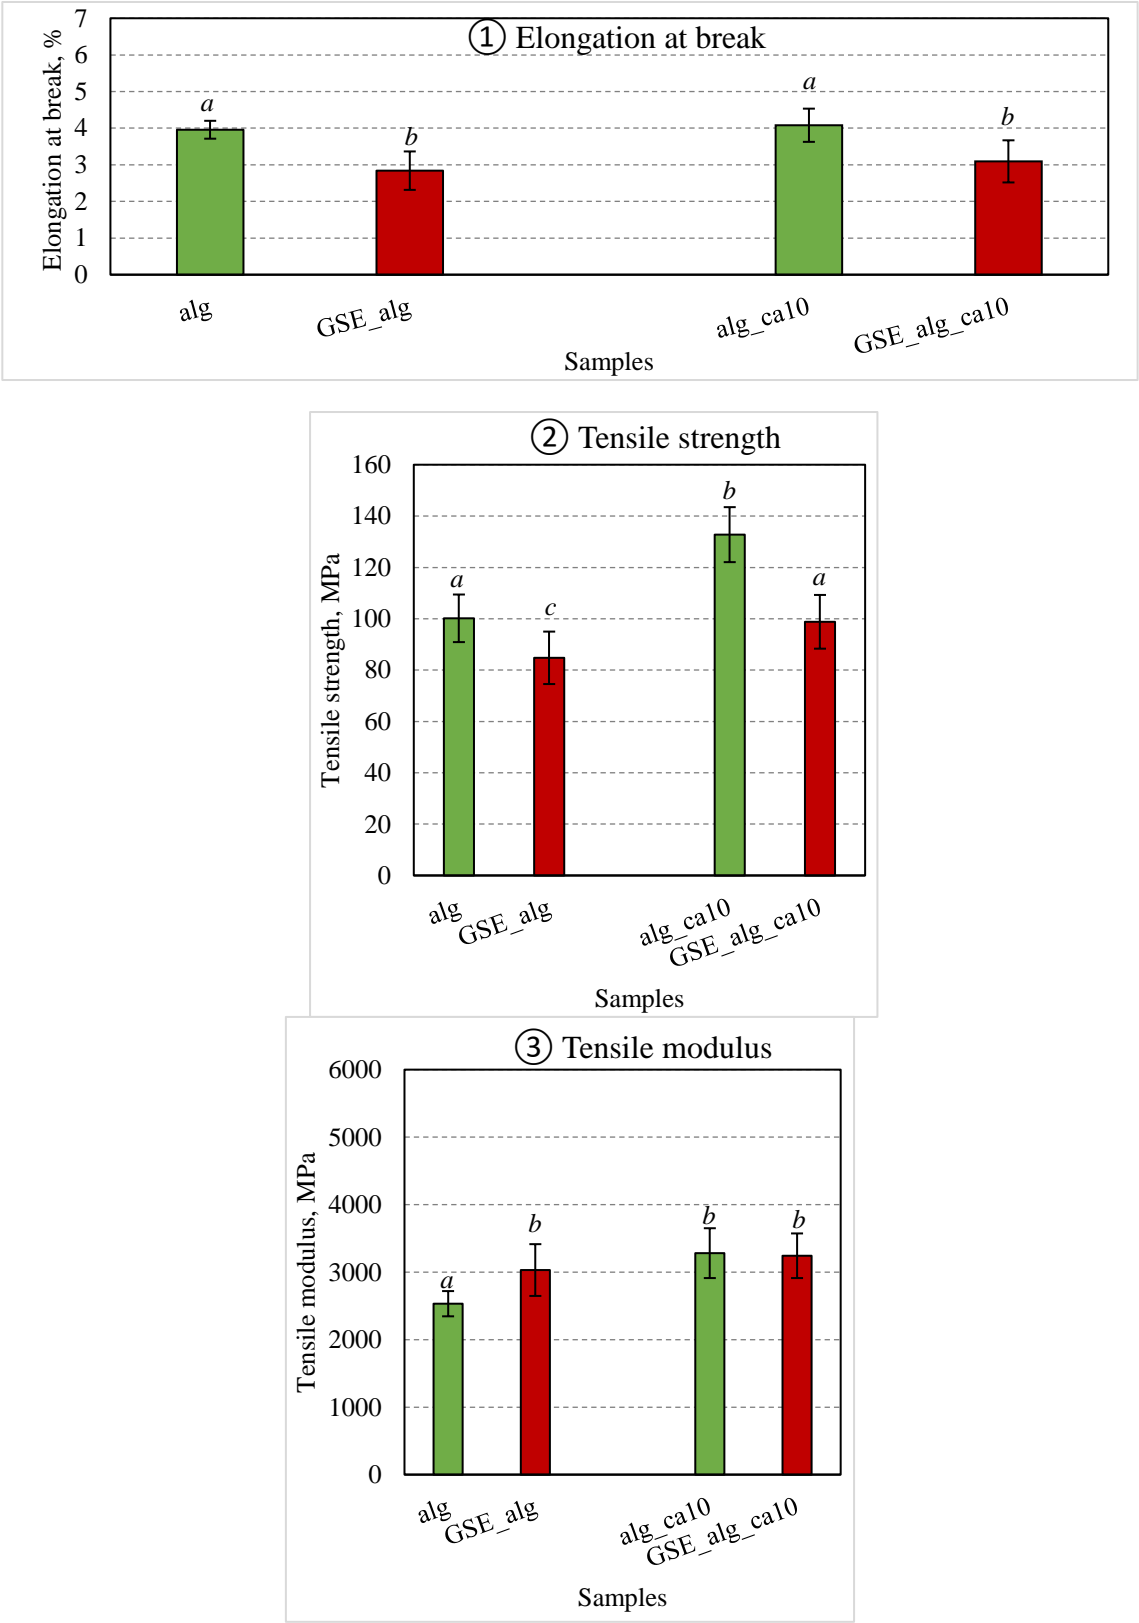 ① Elongation at break
Elongation at break, %
7
6
5
4
3
2
1
0
a
b
a
b
alg
GSE_alg
alg_ca10
GSE_alg_ca10
Samples
② Tensile strength
Tensile strength, MPa
160
140
120
100
80
60
40
20
0
a
c
b
a
alg
GSE_alg
alg_ca10
GSE_alg_ca10
Samples
③ Tensile modulus
Tensile modulus, MPa
6000
5000
4000
3000
2000
1000
0
a
b
b
b
alg
GSE_alg
alg_ca10
GSE_alg_ca10
Samples